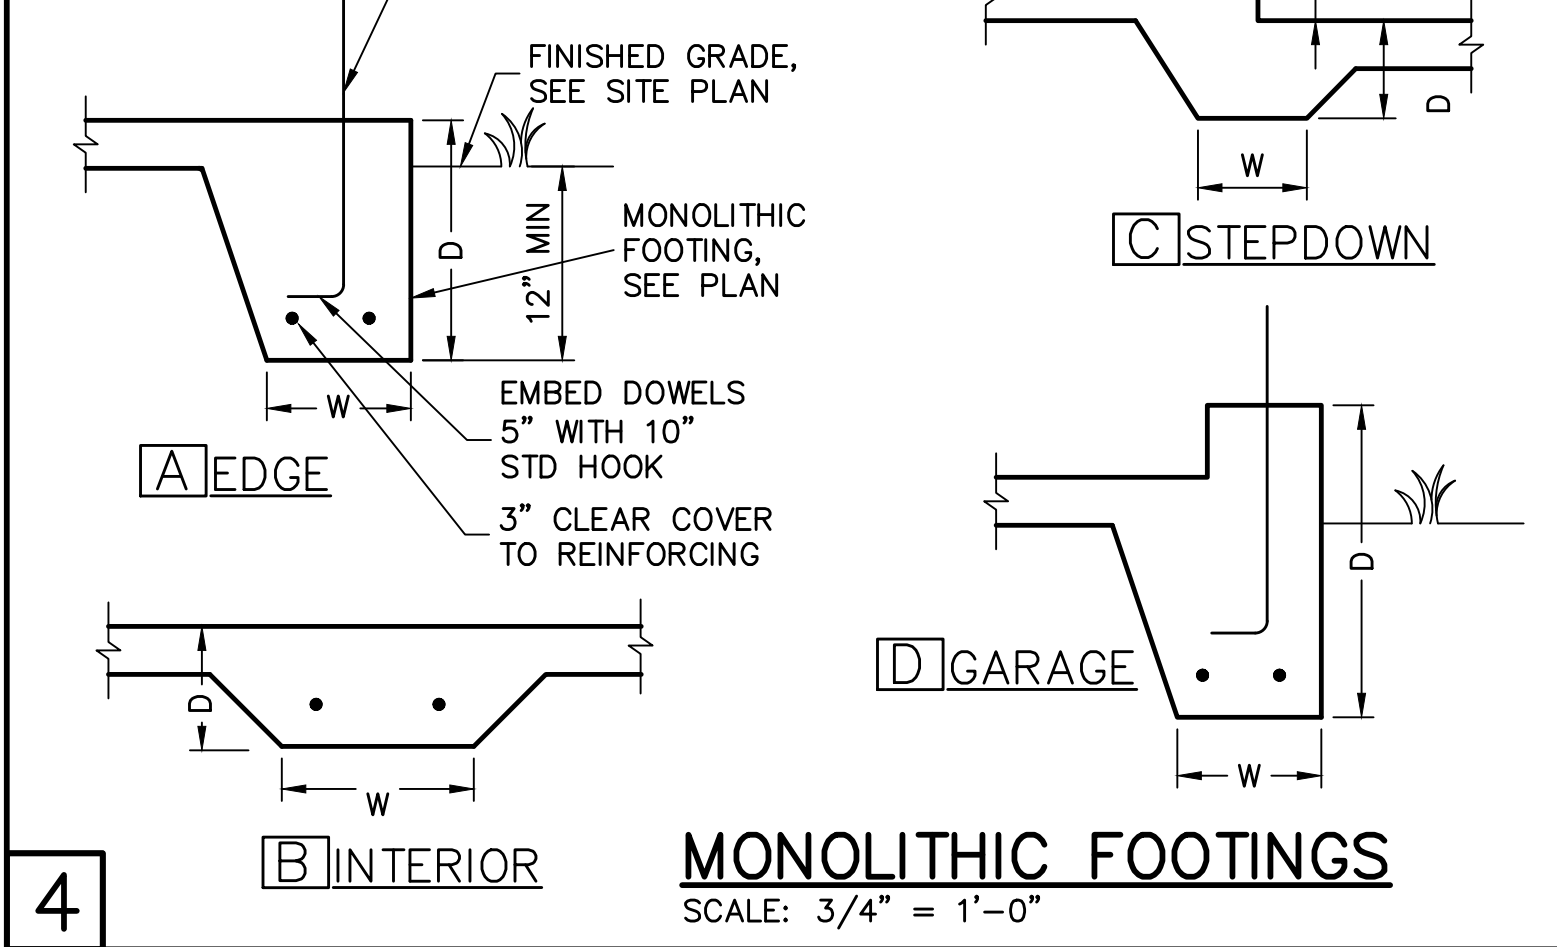 FINISHED GRADE,
SEE SITE PLAN
D
12” MIN
MONOLITHIC
FOOTING,
SEE PLAN
W
EMBED DOWELS
5” WITH 10”
STD HOOK
3” CLEAR COVER
TO REINFORCING
A EDGE
D
W
C STEPDOWN
D
W
B INTERIOR
D
W
D GARAGE
4
MONOLITHIC FOOTINGS
SCALE: 3/4” = 1’-0”